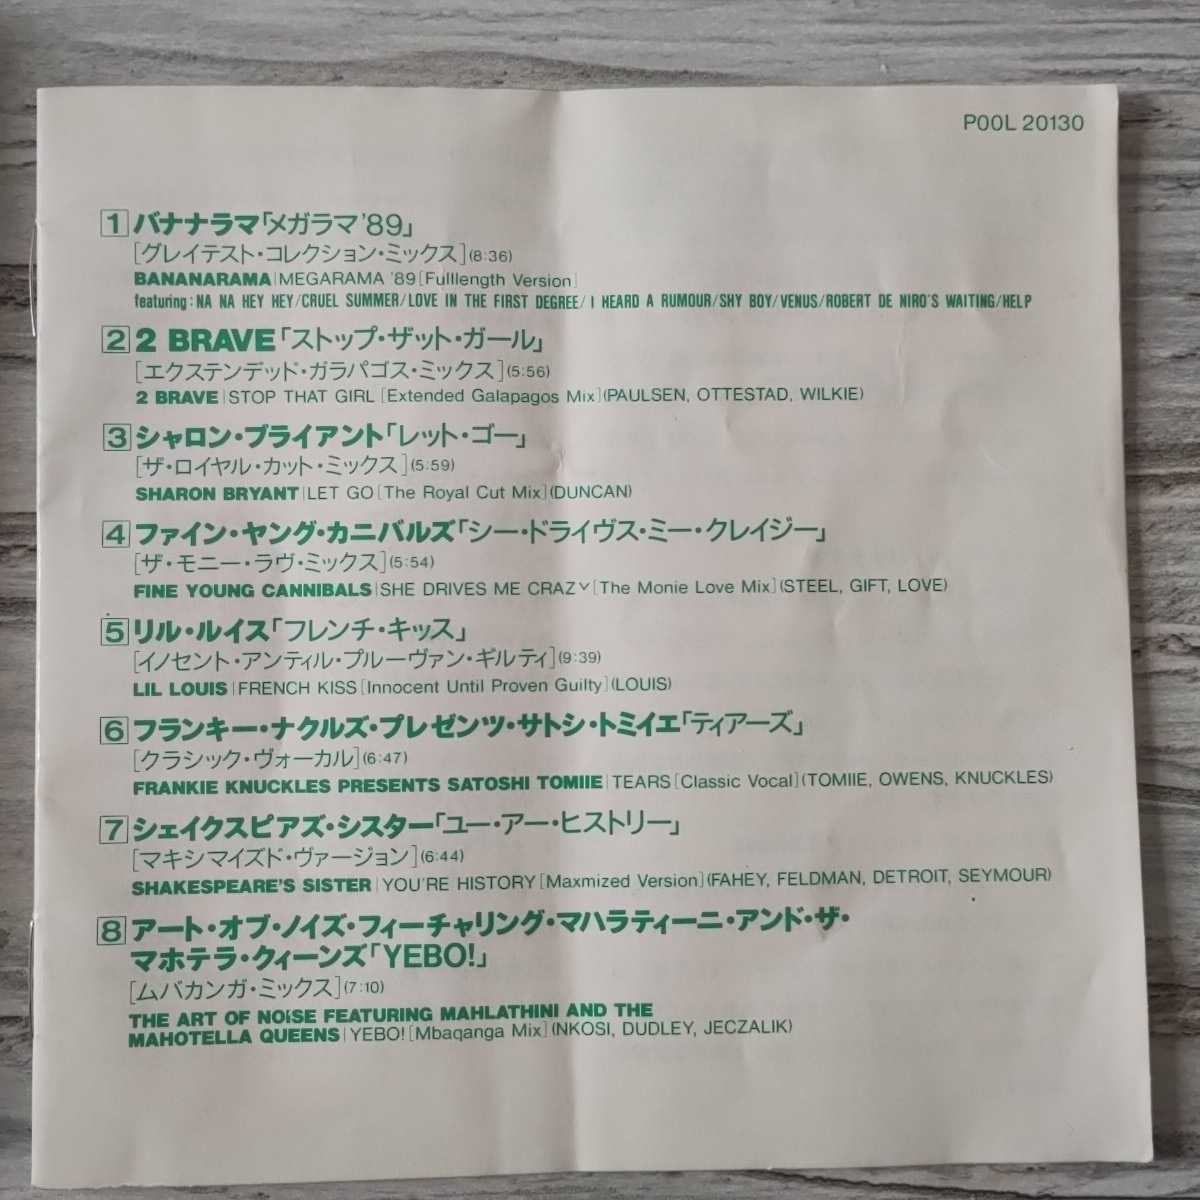 POOL 20130
1 バナナラマ「メガラマ'89」
[グレイテスト・コレクション・ミックス](8:36)
BANANARAMA|MEGARAMA '89[Fulllength Version]
featuring:NA NA HEY HEY/CRUEL SUMMER/LOVE IN THE FIRST DEGREE/I HEARD A RUMOUR/SHY BOY/VENUS/ROBERT DE NIRO'S WAITING/HELP
2 2 BRAVE「ストップ・ザット・ガール」
[エクステンデッド・ガラパゴス・ミックス](5:56)
2 BRAVE|STOP THAT GIRL[Extended Galapagos Mix](PAULSEN, OTTESTAD, WILKIE)
3 シャロン・ブライアント「レット・ゴー」
[ザ・ロイヤル・カット・ミックス](5:59)
SHARON BRYANT|LET GO[The Royal Cut Mix](DUNCAN)
4 ファイン・ヤング・カニバルズ「シー・ドライヴス・ミー・クレイジー」
[ザ・モニー・ラヴ・ミックス](5:54)
FINE YOUNG CANNIBALS|SHE DRIVES ME CRAZY[The Monie Love Mix](STEEL, GIFT, LOVE)
5 リル・ルイス「フレンチ・キッス」
[イノセント・アンティル・プルーヴァン・ギルティ](9:39)
LIL LOUIS|FRENCH KISS[Innocent Until Proven Guilty](LOUIS)
6 フランキー・ナクルズ・プレゼンツ・サトシ・トミイエ「ティアーズ」
[クラシック・ヴォーカル](6:47)
FRANKIE KNUCKLES PRESENTS SATOSHI TOMIIE|TEARS[Classic Vocal](TOMIIE, OWENS, KNUCKLES)
7 シェイクスピアズ・シスター「ユー・アー・ヒストリー」
[マキシマイズド・ヴァージョン](6:44)
SHAKESPEARE'S SISTER|YOU'RE HISTORY[Maxmized Version](FAHEY, FELDMAN, DETROIT, SEYMOUR)
8 アート・オブ・ノイズ・フィーチャリング・マハラティーニ・アンド・ザ・
マホテラ・クィーンズ「YEBO!」
[ムバカンガ・ミックス](7:10)
THE ART OF NOISE FEATURING MAHLATHINI AND THE
MAHOTELLA QUEENS|YEBO![Mbaqanga Mix](NKOSI, DUDLEY, JECZALIK)